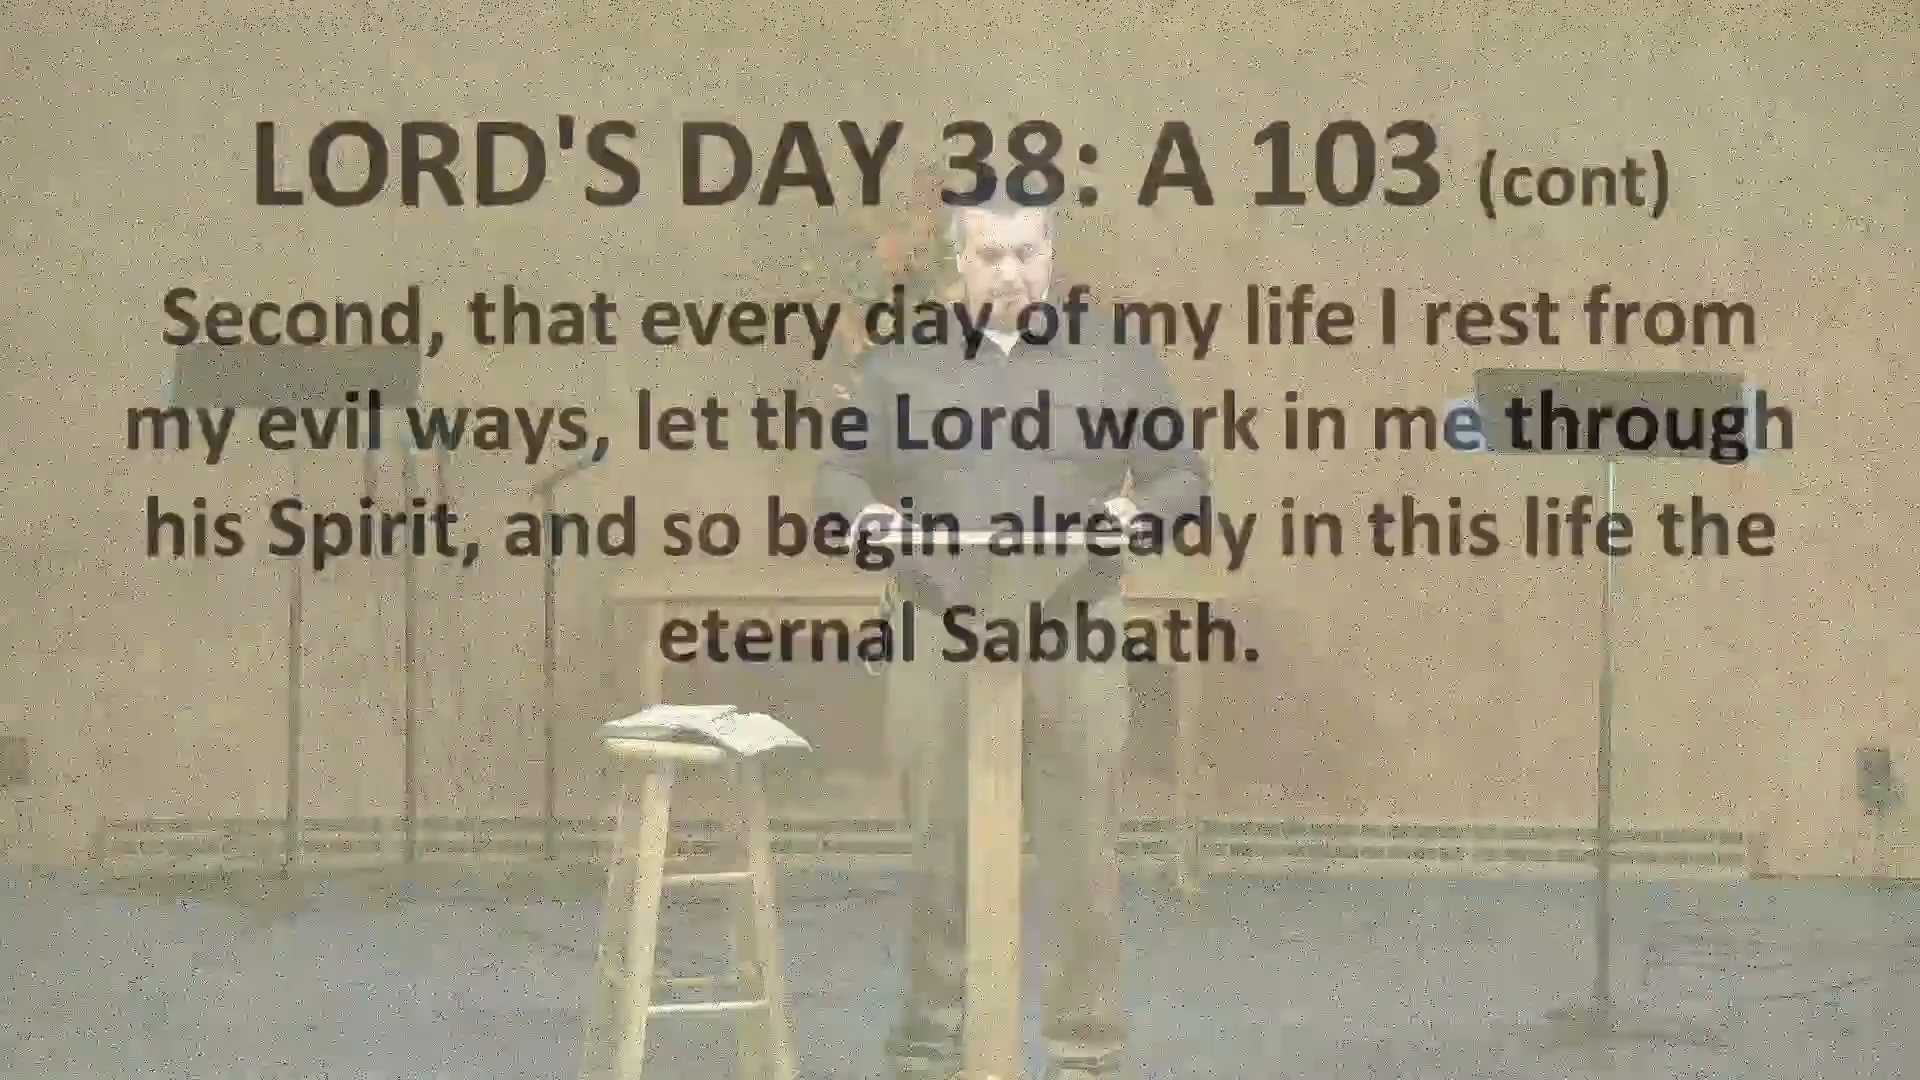 LORD'S DAY 38: A 103 (cont)
Second, that every day of my life I rest from
my evil ways, let the Lord work in me through
his Spirit, and so begin already in this life the
eternal Sabbath.